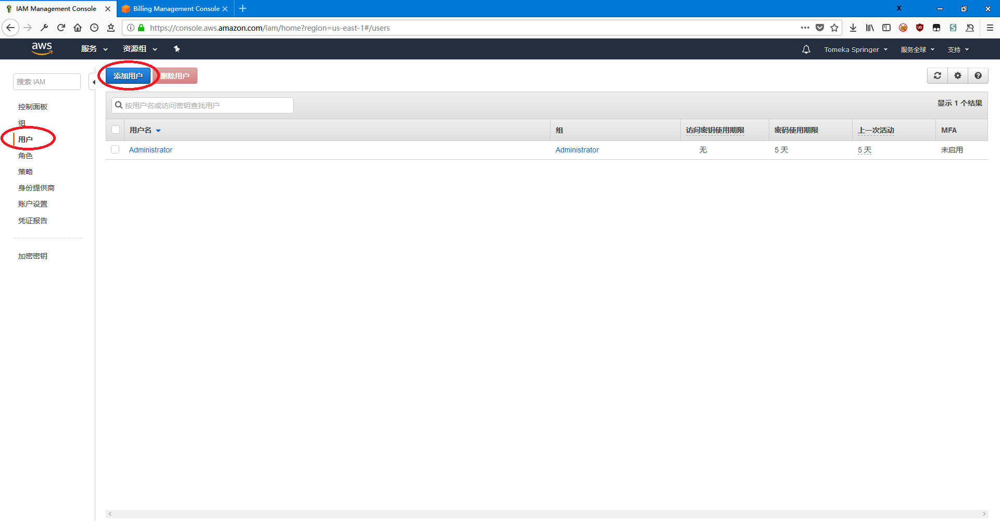 IAM Management Console
Billing Management Console
X
https://console.aws.amazon.com/iam/home?region=us-east-1#/users
aws 服务 资源组 Tomeka Springer 服务全球 支持
搜索 IAM
控制面板
组
用户
角色
策略
身份提供商
账户设置
凭证报告
加密密钥
添加用户 删除用户
按用户名或访问密钥查找用户 显示 1 个结果
用户名 组 访问密钥使用期限 密码使用期限 上一次活动 MFA
Administrator Administrator 无 5 天 5 天 未启用